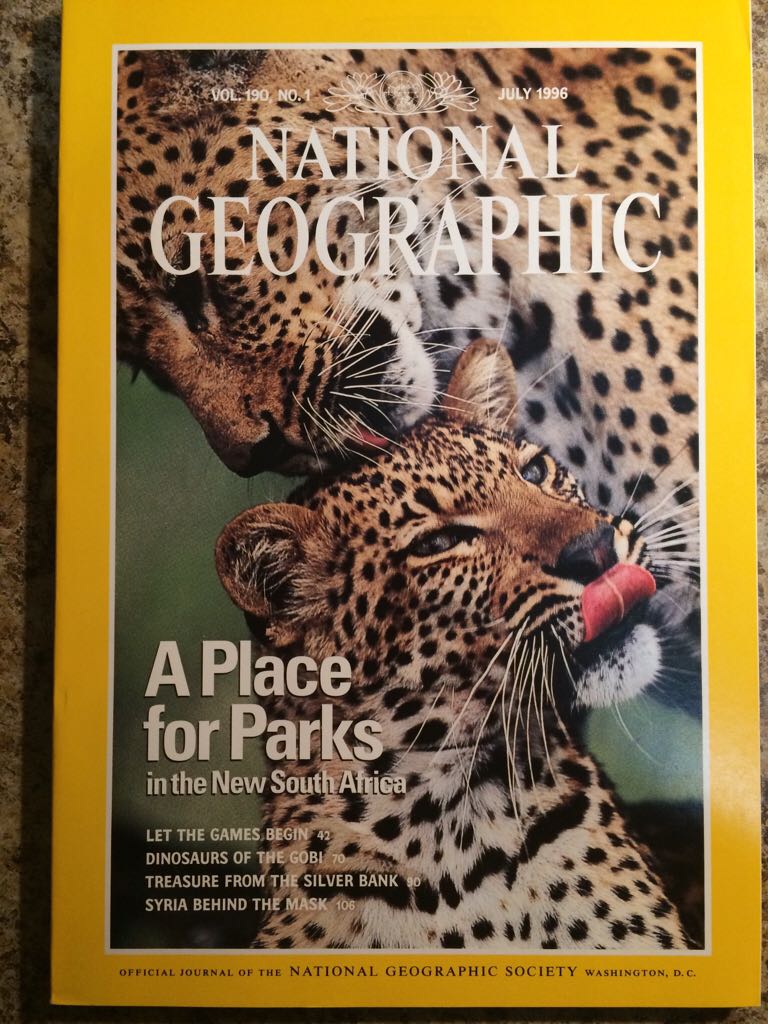 VOL. 190, NO. 1 JULY 1996
NATIONAL
GEOGRAPHIC
A Place
for Parks
in the New South Africa
LET THE GAMES BEGIN 42
DINOSAURS OF THE GOBI 70
TREASURE FROM THE SILVER BANK 90
SYRIA BEHIND THE MASK 106
OFFICIAL JOURNAL OF THE NATIONAL GEOGRAPHIC SOCIETY WASHINGTON, D.C.